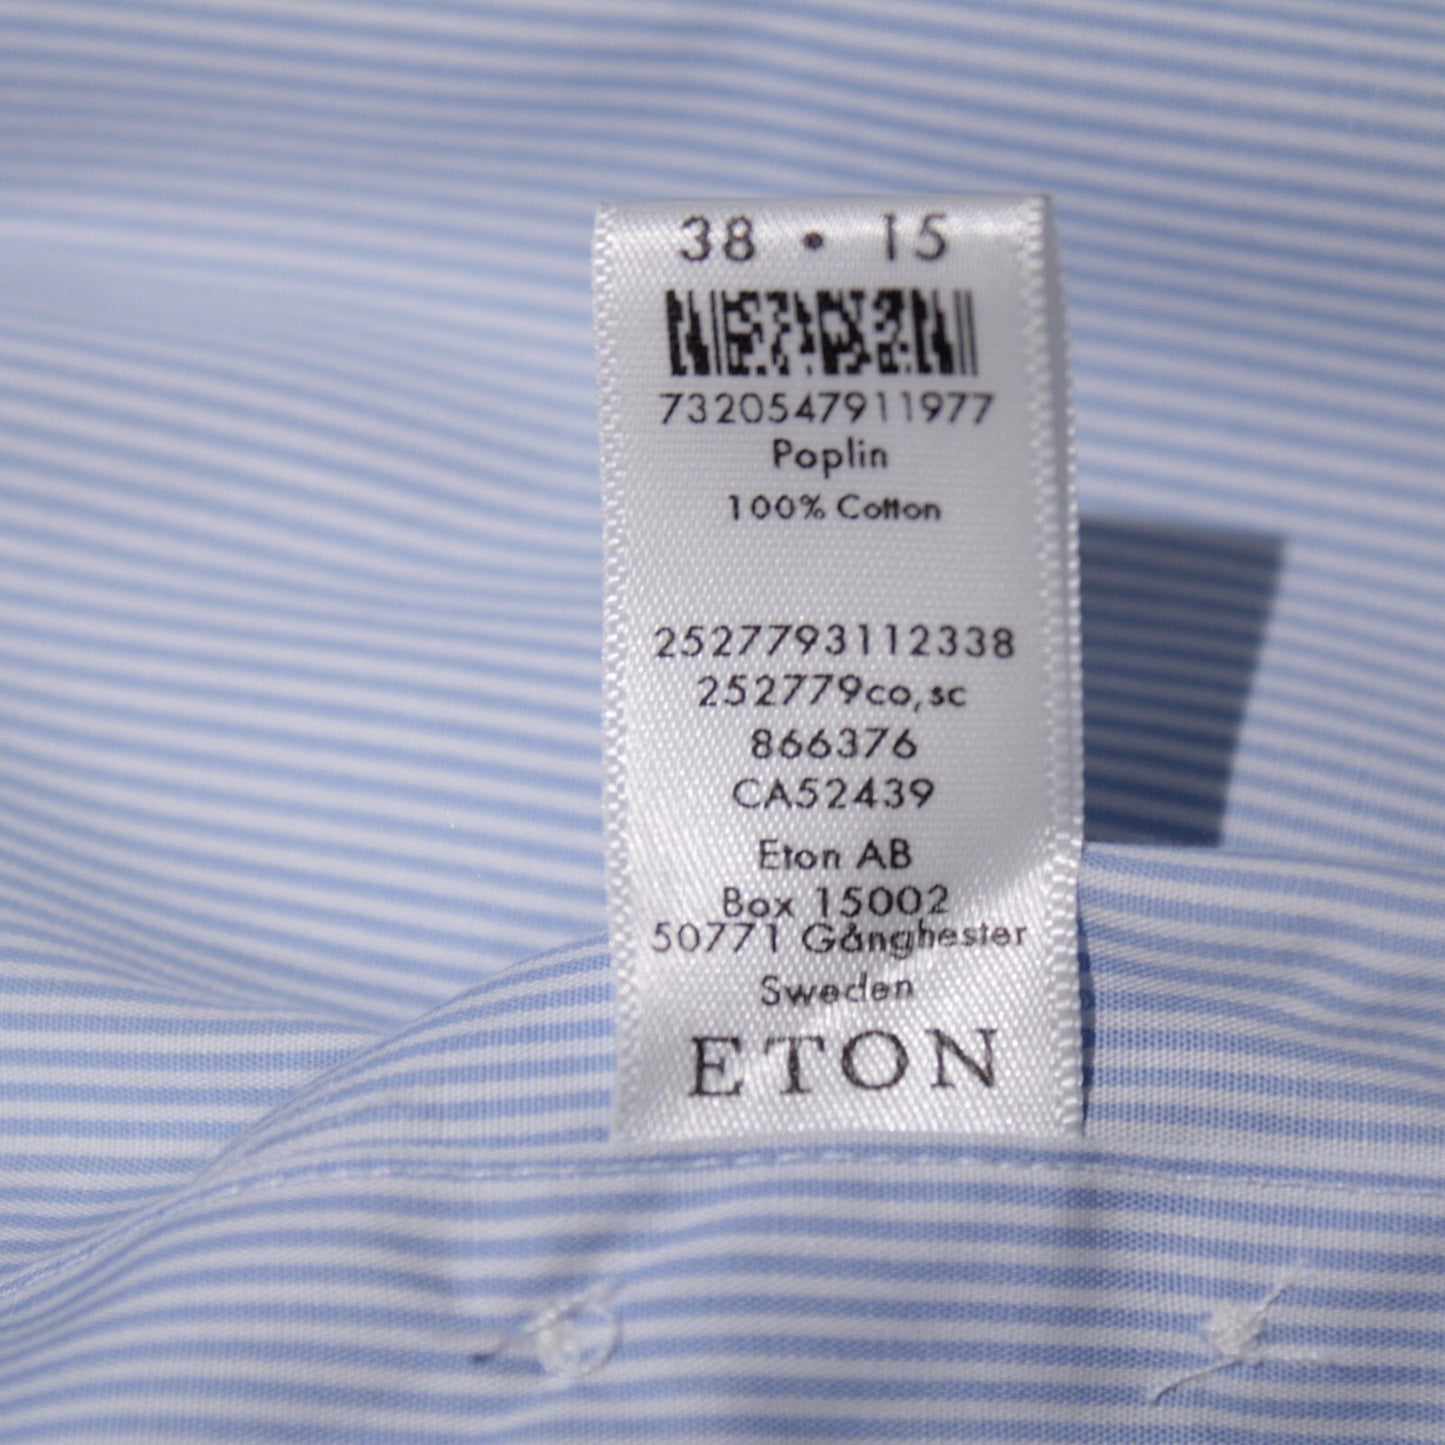 38 • 15
7320547911977
Poplin
100% Cotton
2527793112338
252779co,sc
866376
CA52439
Eton AB
Box 15002
50771 Gånghester
Sweden
ETON